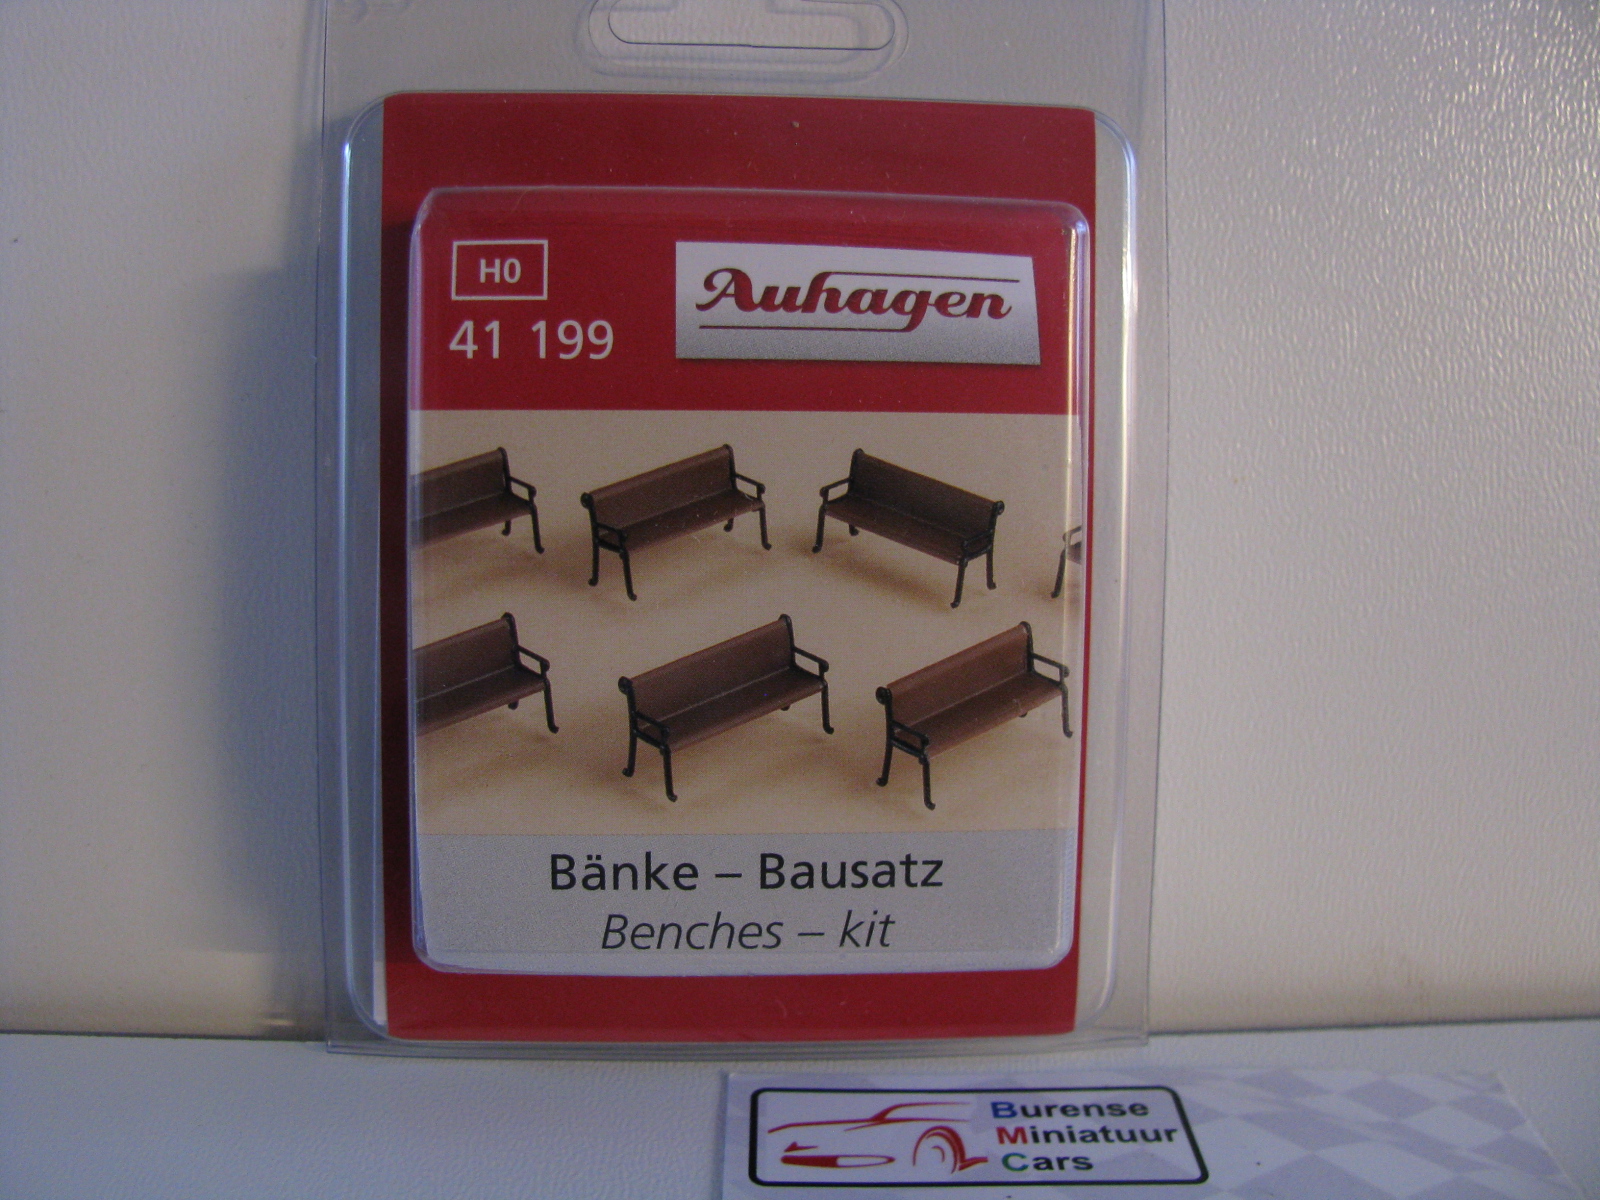 H0
41 199
Auhagen
Bänke – Bausatz
Benches – kit
Burense
Miniatuur
Cars